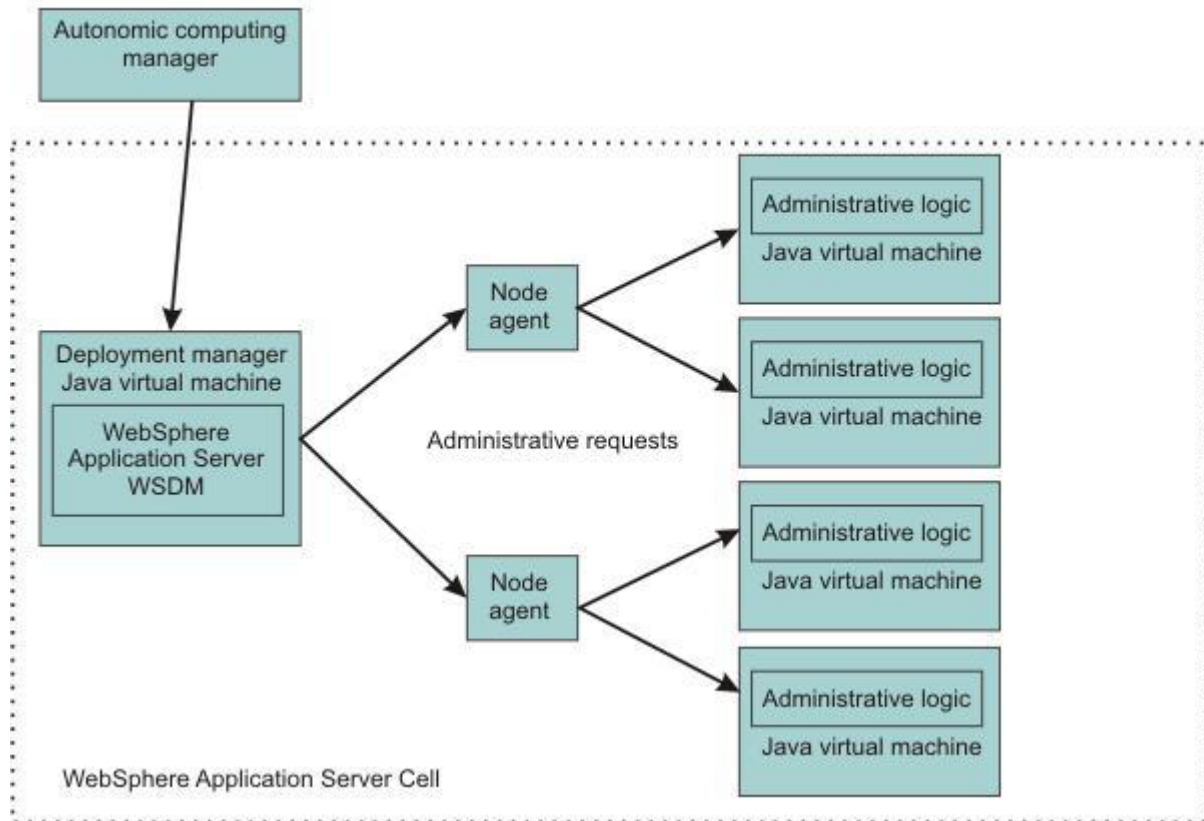 Autonomic computing
manager
Administrative logic
Java virtual machine
Node
agent
Administrative logic
Java virtual machine
Deployment manager
Java virtual machine
WebSphere
Application Server
WSDM
Administrative requests
Administrative logic
Java virtual machine
Node
agent
Administrative logic
Java virtual machine
WebSphere Application Server Cell